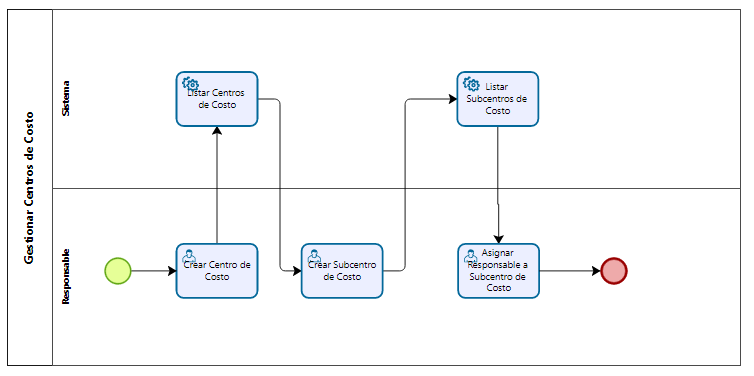 Gestionar Centros de Costo
Sistema
Listar Centros
de Costo
Listar
Subcentros de
Costo
Responsable
Crear Centro de
Costo
Crear Subcentro
de Costo
Asignar
Responsable a
Subcentro de
Costo